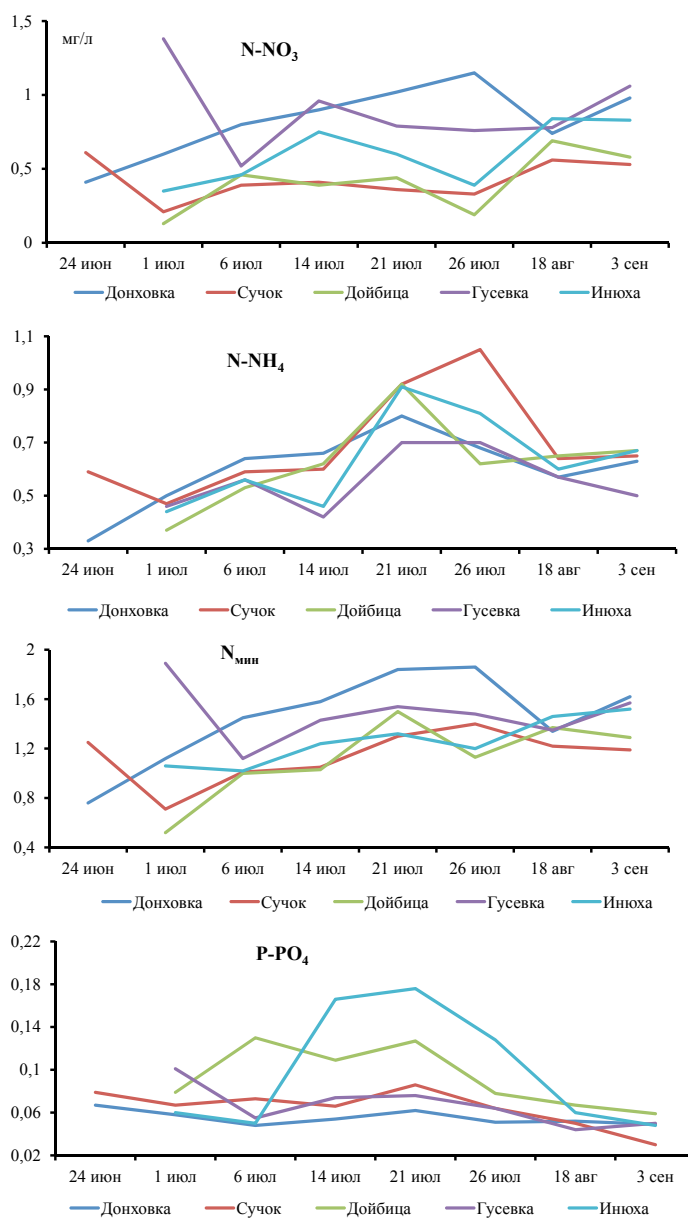 1,5
мг/л
N-NO₃
1
0,5
0
24 июн 1 июл 6 июл 14 июл 21 июл 26 июл 18 авг 3 сен
Донховка Сучок Дойбица Гусевка Инюха
1,1
N-NH₄
0,9
0,7
0,5
0,3
24 июн 1 июл 6 июл 14 июл 21 июл 26 июл 18 авг 3 сен
Донховка Сучок Дойбица Гусевка Инюха
2
Nмин
1,6
1,2
0,8
0,4
24 июн 1 июл 6 июл 14 июл 21 июл 26 июл 18 авг 3 сен
Донховка Сучок Дойбица Гусевка Инюха
0,22
P-PO₄
0,18
0,14
0,1
0,06
0,02
24 июн 1 июл 6 июл 14 июл 21 июл 26 июл 18 авг 3 сен
Донховка Сучок Дойбица Гусевка Инюха